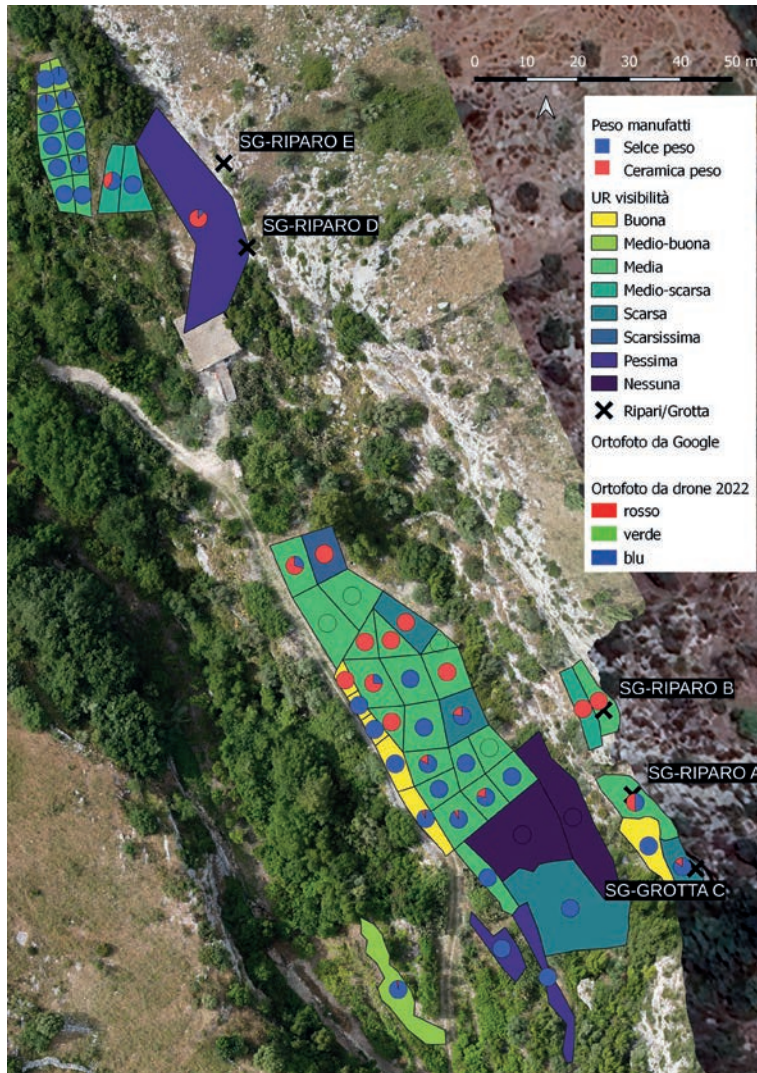 0 10 20 30 40 50 m
Peso manufatti
Selce peso
Ceramica peso
UR visibilità
Buona
Medio-buona
Media
Medio-scarsa
Scarsa
Scarsissima
Pessima
Nessuna
Ripari/Grotta
Ortofoto da Google
Ortofoto da drone 2022
rosso
verde
blu
SG-RIPARO E
SG-RIPARO D
SG-RIPARO B
SG-RIPARO A
SG-GROTTA C